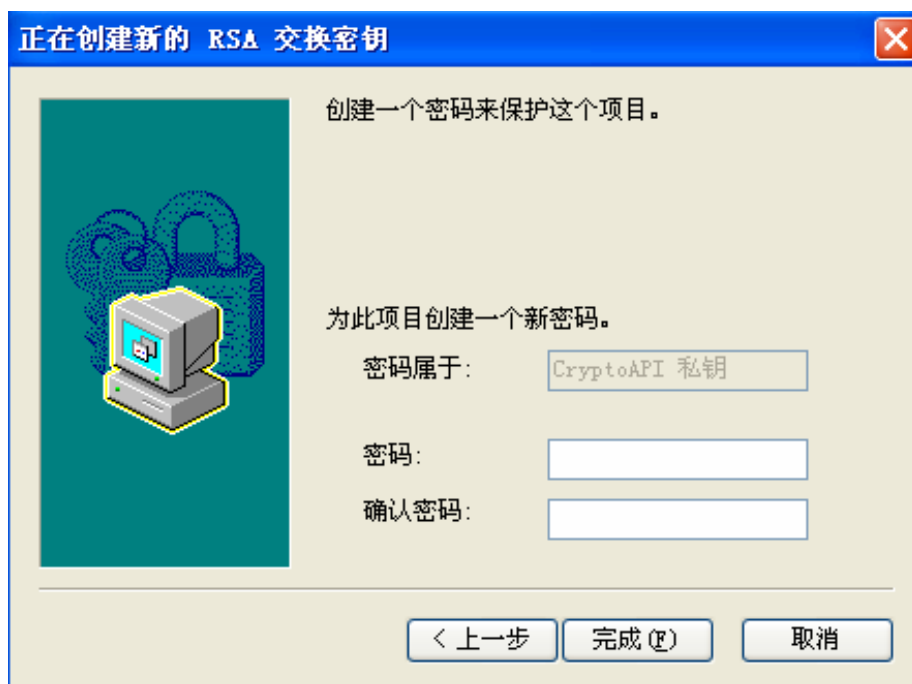 正在创建新的 RSA 交换密钥
创建一个密码来保护这个项目。
为此项目创建一个新密码。
密码属于: CryptoAPI 私钥
密码:
确认密码:
< 上一步 完成(F) 取消